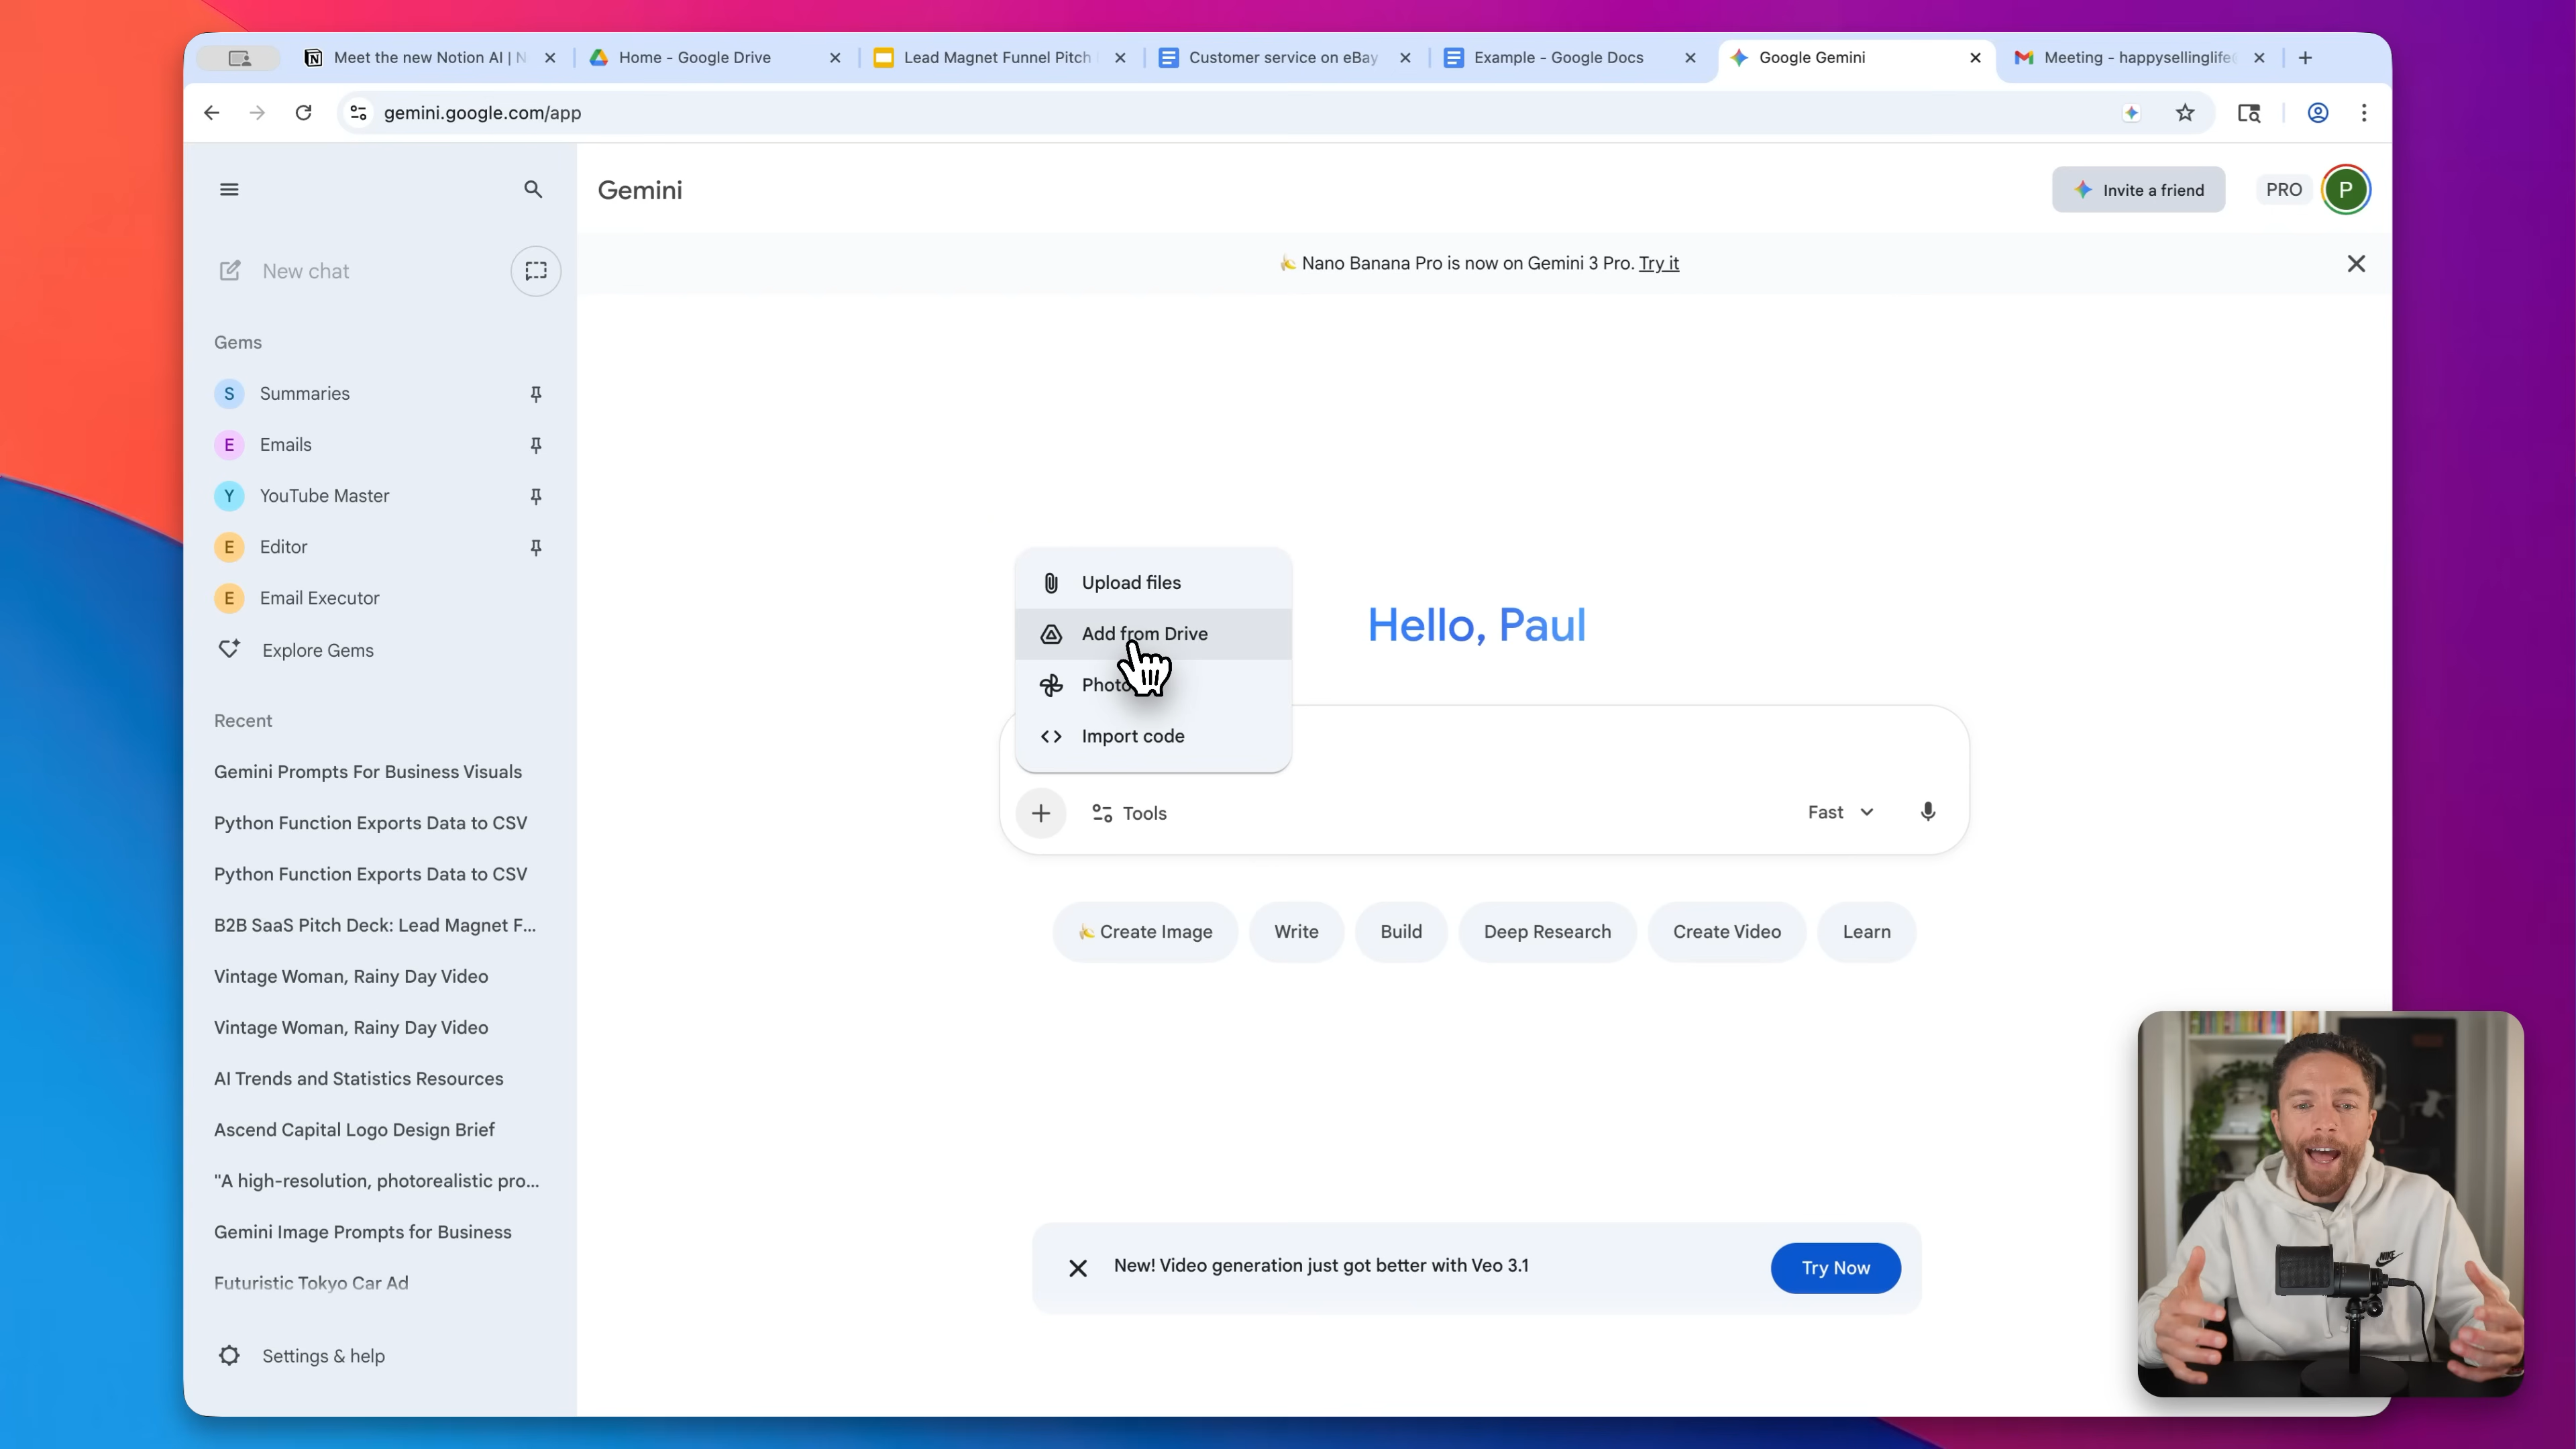 Meet the new Notion AI | N
Home - Google Drive
Lead Magnet Funnel Pitch
Customer service on eBay
Example - Google Docs
Google Gemini
Meeting - happysellinglife
gemini.google.com/app
Gemini
Invite a friend
PRO
P
New chat
Nano Banana Pro is now on Gemini 3 Pro. Try it
Gems
S Summaries
E Emails
Y YouTube Master
E Editor
E Email Executor
Explore Gems
Recent
Gemini Prompts For Business Visuals
Python Function Exports Data to CSV
Python Function Exports Data to CSV
B2B SaaS Pitch Deck: Lead Magnet F...
Vintage Woman, Rainy Day Video
Vintage Woman, Rainy Day Video
AI Trends and Statistics Resources
Ascend Capital Logo Design Brief
"A high-resolution, photorealistic pro...
Gemini Image Prompts for Business
Futuristic Tokyo Car Ad
Settings & help
Upload files
Add from Drive
Photo
Import code
Hello, Paul
Tools
Fast
Create Image
Write
Build
Deep Research
Create Video
Learn
New! Video generation just got better with Veo 3.1
Try Now
NIKE